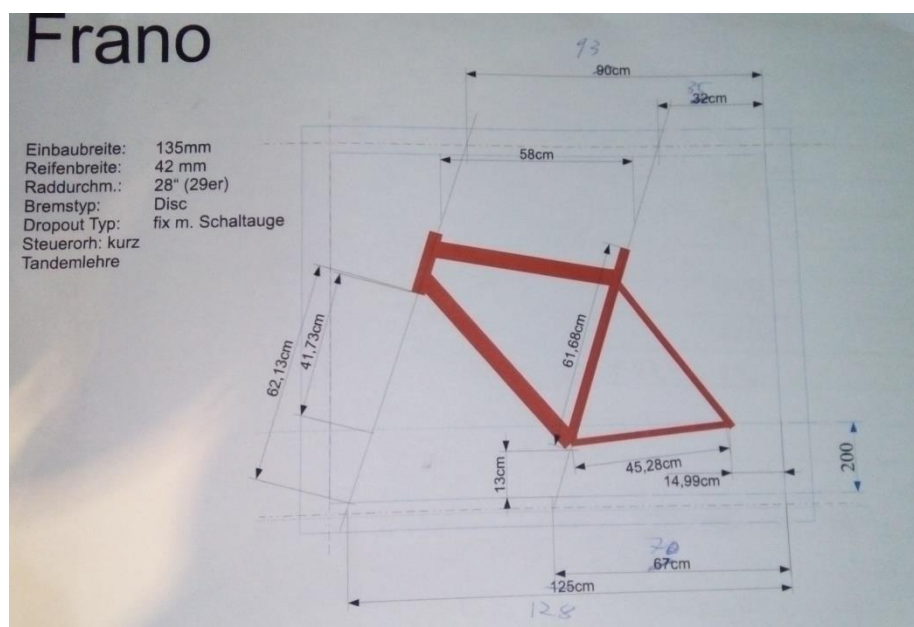 Frano
Einbaubreite: 135mm
Reifenbreite: 42 mm
Raddurchm.: 28“ (29er)
Bremstyp: Disc
Dropout Typ: fix m. Schaltauge
Steuerorh: kurz
Tandemlehre
93
90cm
35
32cm
58cm
61,68cm
41,73cm
62,13cm
13cm
45,28cm
14,99cm
200
70
67cm
125cm
128